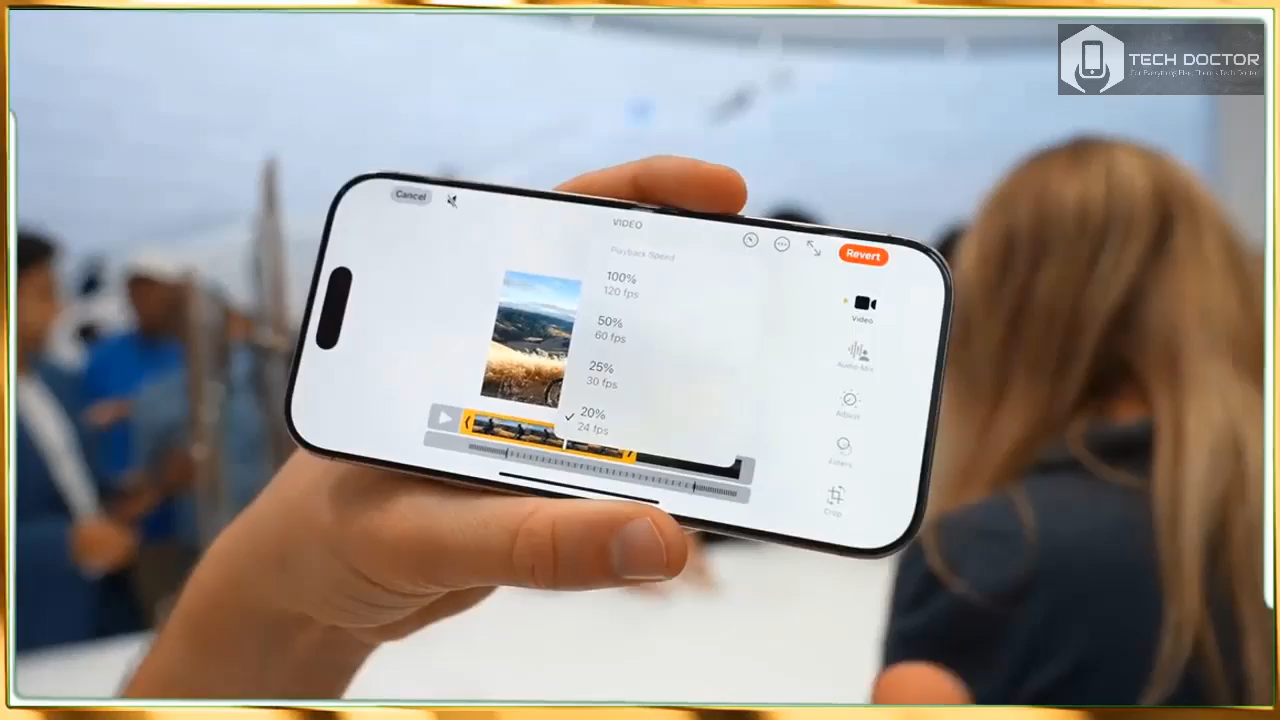 TECH DOCTOR
Cancel
VIDEO
Revert
Playback Speed
100%
120 fps
50%
60 fps
25%
30 fps
20%
24 fps
Video
Audio Mix
Adjust
Filters
Crop